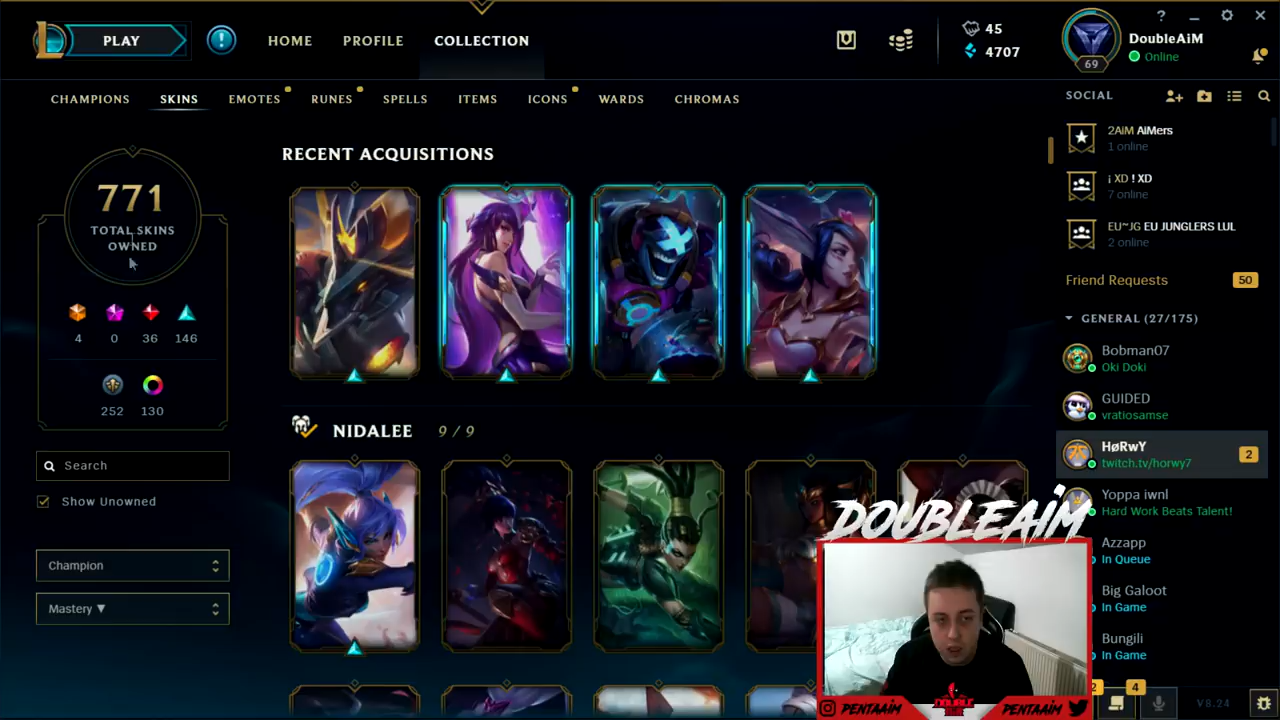 PLAY
HOME
PROFILE
COLLECTION
45
4707
69
?
DoubleAiM
Online
CHAMPIONS
SKINS
EMOTES
RUNES
SPELLS
ITEMS
ICONS
WARDS
CHROMAS
771
TOTAL SKINS
OWNED
4
0
36
146
252
130
Search
Show Unowned
Champion
Mastery ▼
RECENT ACQUISITIONS
NIDALEE 9 / 9
SOCIAL
2AiM AiMers
1 online
¡ XD ! XD
7 online
EU~JG EU JUNGLERS LUL
2 online
Friend Requests 50
GENERAL (27/175)
Bobman07
Oki Doki
GUIDED
vratiosamse
HøRwY
twitch.tv/horwy7
2
Yoppa iwnl
Hard Work Beats Talent!
Azzapp
In Queue
Big Galoot
In Game
Bungili
In Game
DOUBLEAiM
PENTAAiM
PENTAAiM
4
V8.24